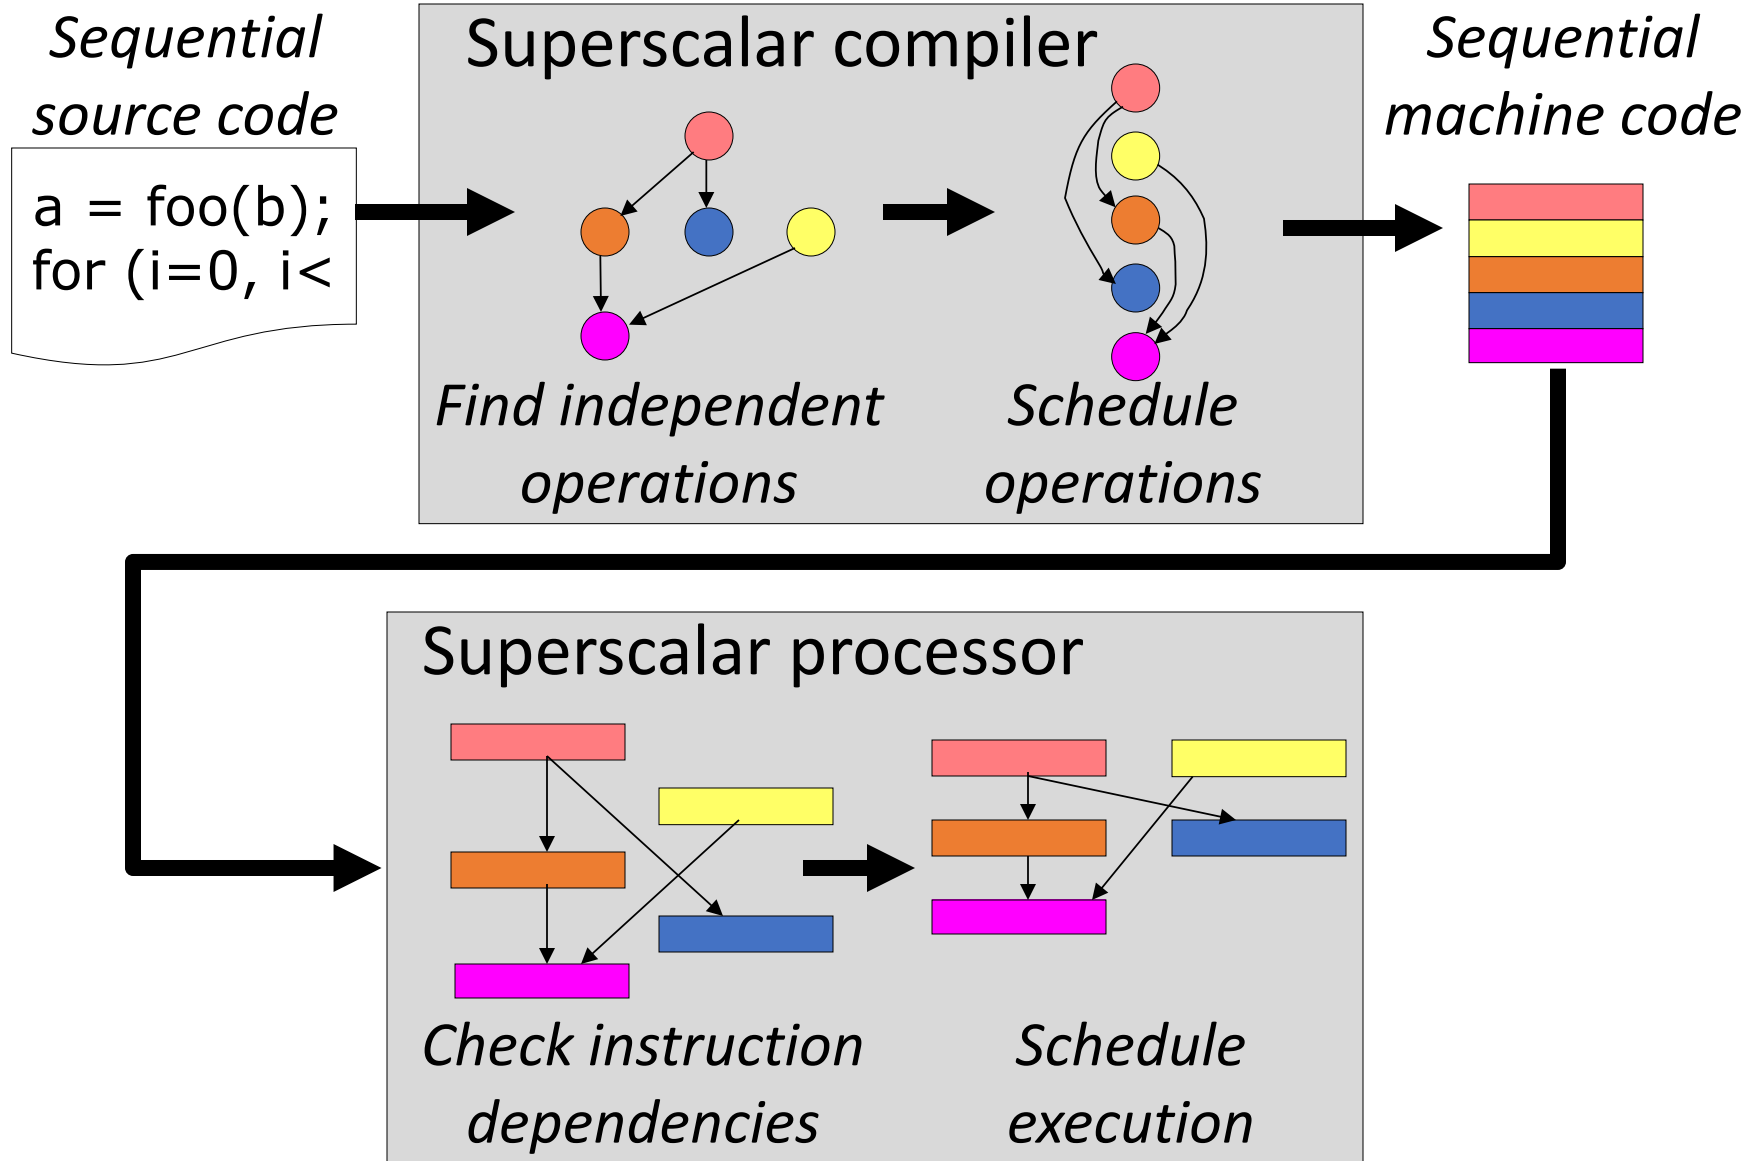 Sequential
source code
a = foo(b);
for (i=0, i<
Superscalar compiler
Find independent
operations
Schedule
operations
Sequential
machine code
Superscalar processor
Check instruction
dependencies
Schedule
execution